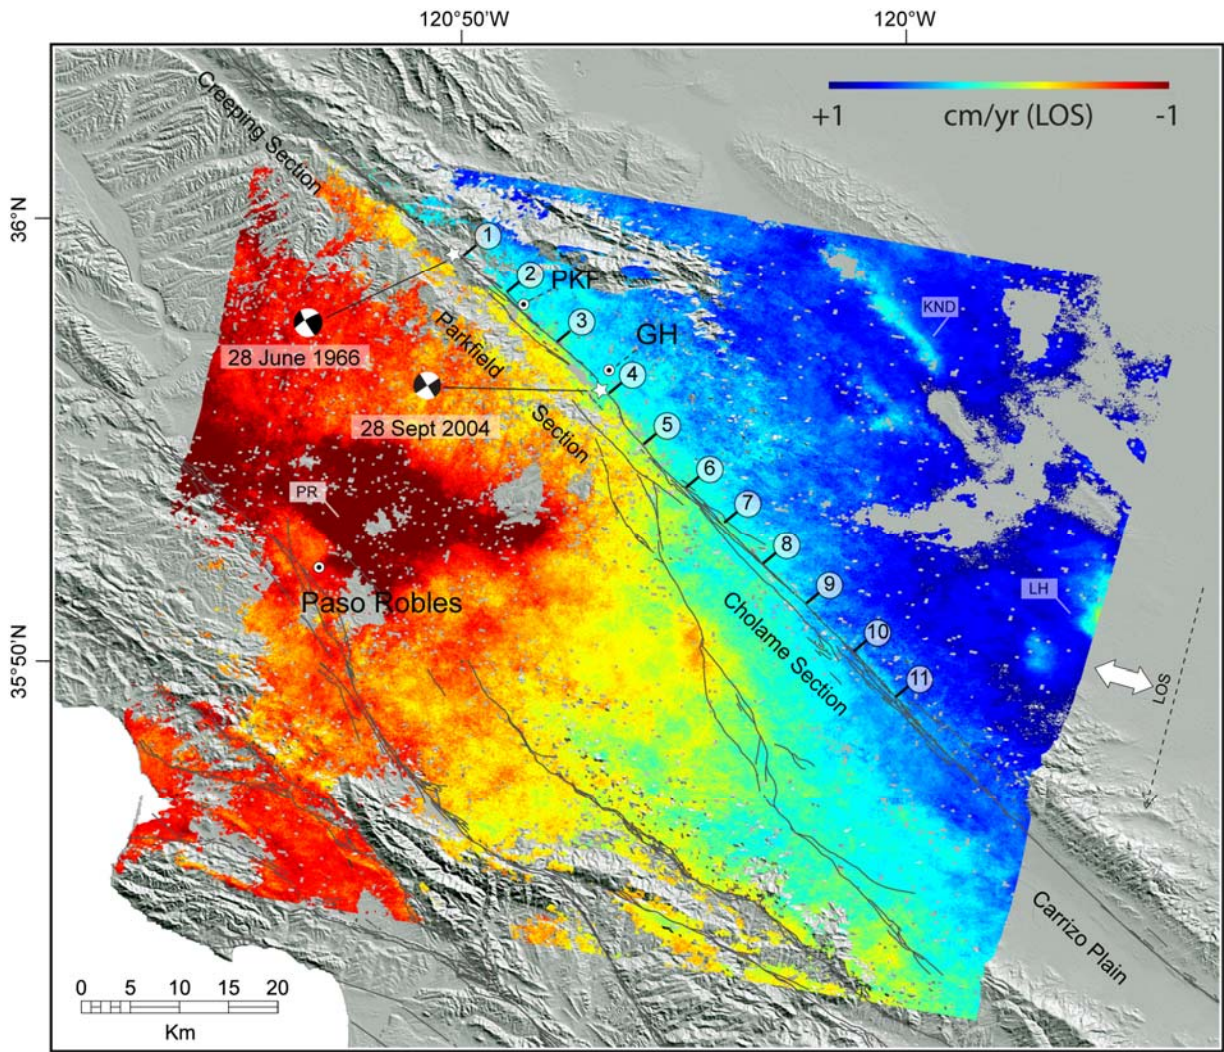 120°50'W
120°W
+1
cm/yr (LOS)
-1
Creeping Section
36°N
1
2
PKF
KND
3
GH
28 June 1966
Parkfield
4
28 Sept 2004
Section
5
6
PR
7
8
9
LH
Paso Robles
Cholame Section
10
LOS
35°50'N
11
Carrizo Plain
0 5 10 15 20
Km